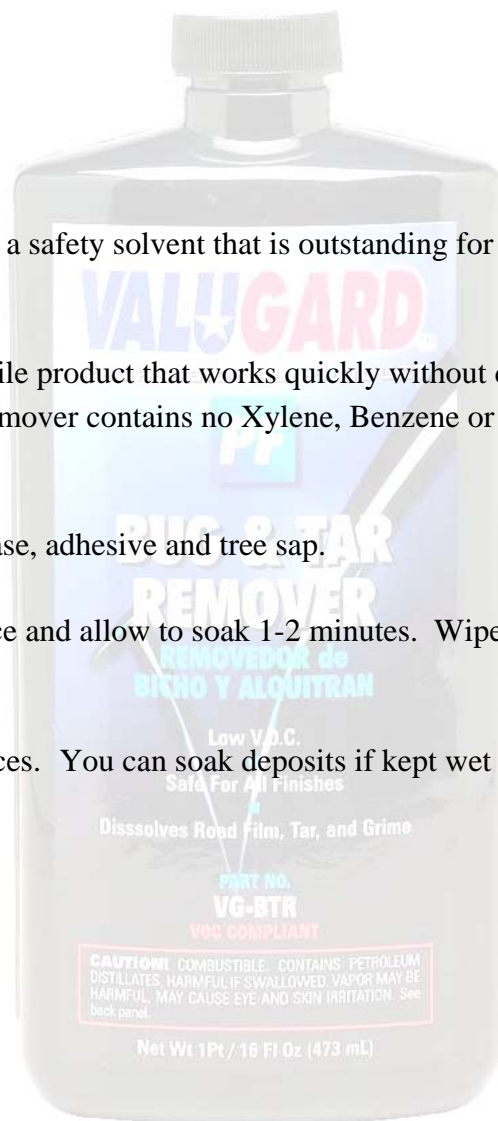 a safety solvent that is outstanding for
VALUGARD
ile product that works quickly without
mover contains no Xylene, Benzene or
PF
ase, adhesive and tree sap.
BUG & TAR
REMOVER
ce and allow to soak 1-2 minutes. Wipe
REMOVEDOR de
BICHO Y ALQUITRAN
Low V.O.C.
ces. You can soak deposits if kept wet
Safe For All Finishes
Disssolves Road Film, Tar, and Grime
PART NO.
VG-BTR
VOC COMPLIANT
CAUTION! COMBUSTIBLE. CONTAINS PETROLEUM
DISTILLATES, HARMFUL IF SWALLOWED. VAPOR MAY BE
HARMFUL, MAY CAUSE EYE AND SKIN IRRITATION. See
back panel.
Net Wt 1Pt / 16 Fl Oz (473 mL)